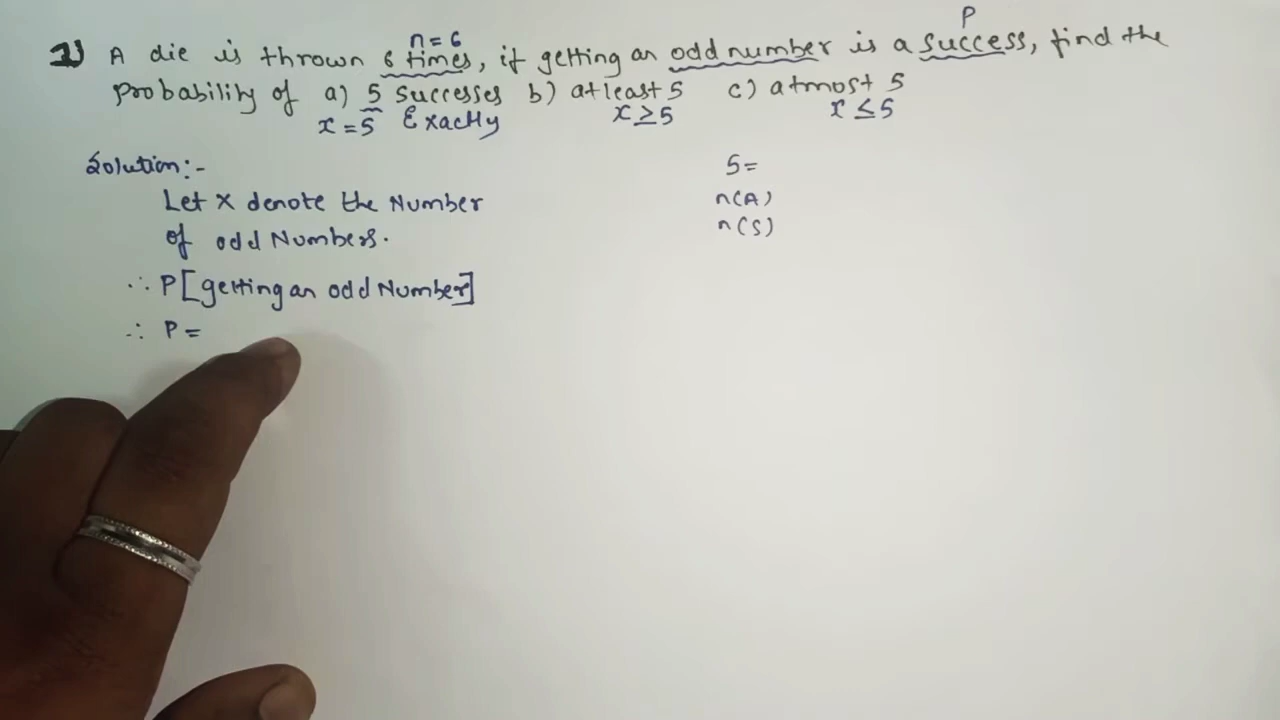 P
n=6
2) A die is thrown 6 times, if getting an odd number is a success, find the
probability of a) 5 successes b) atleast 5 c) atmost 5
x=5 Exactly x≥5 x≤5
Solution:-
Let X denote the Number
of odd Numbers.
∴ P[getting an odd Number]
∴ P=
S=
n(A)
n(S)